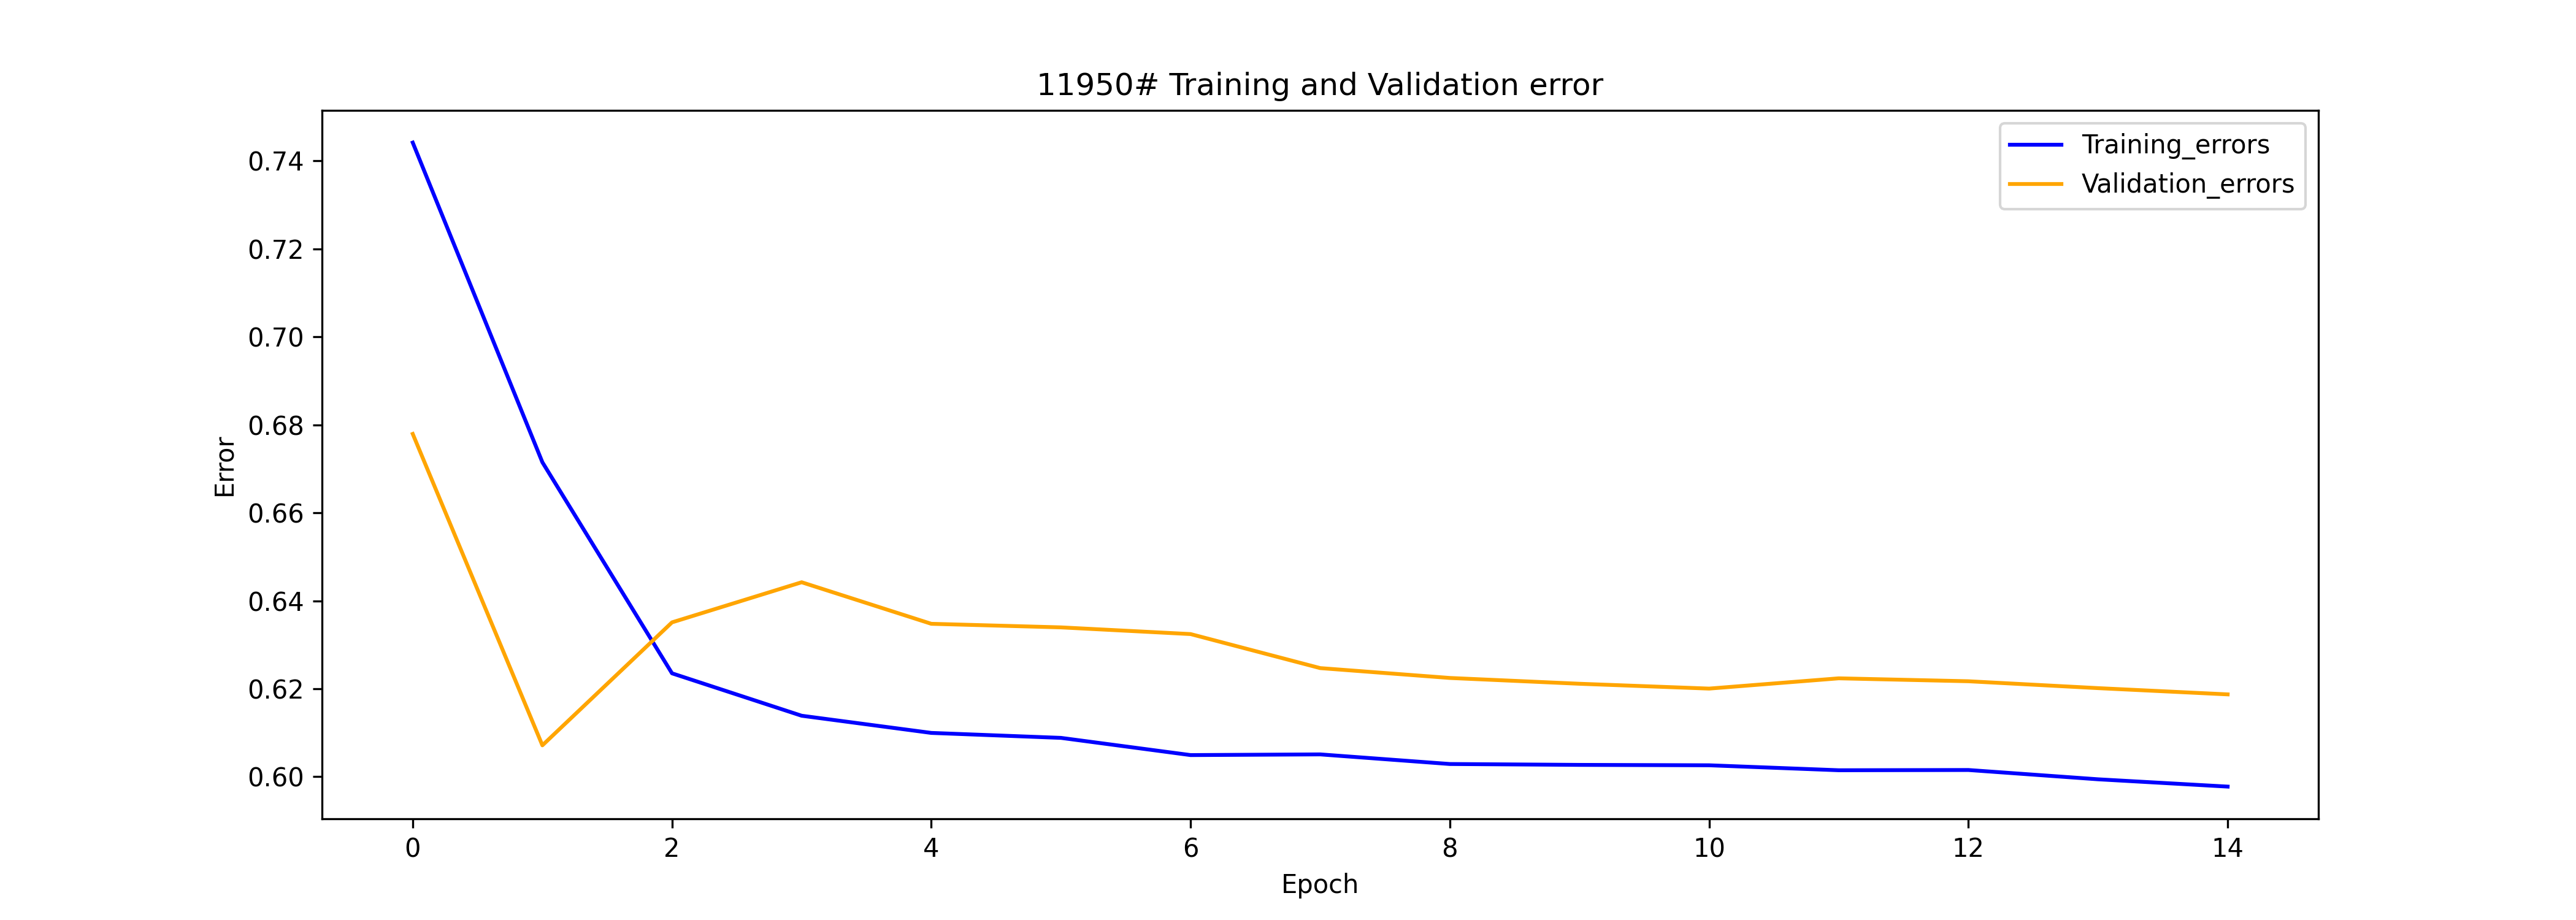 11950# Training and Validation error
Training_errors
Validation_errors
0.74
0.72
0.70
0.68
0.66
0.64
0.62
0.60
Error
0 2 4 6 8 10 12 14
Epoch